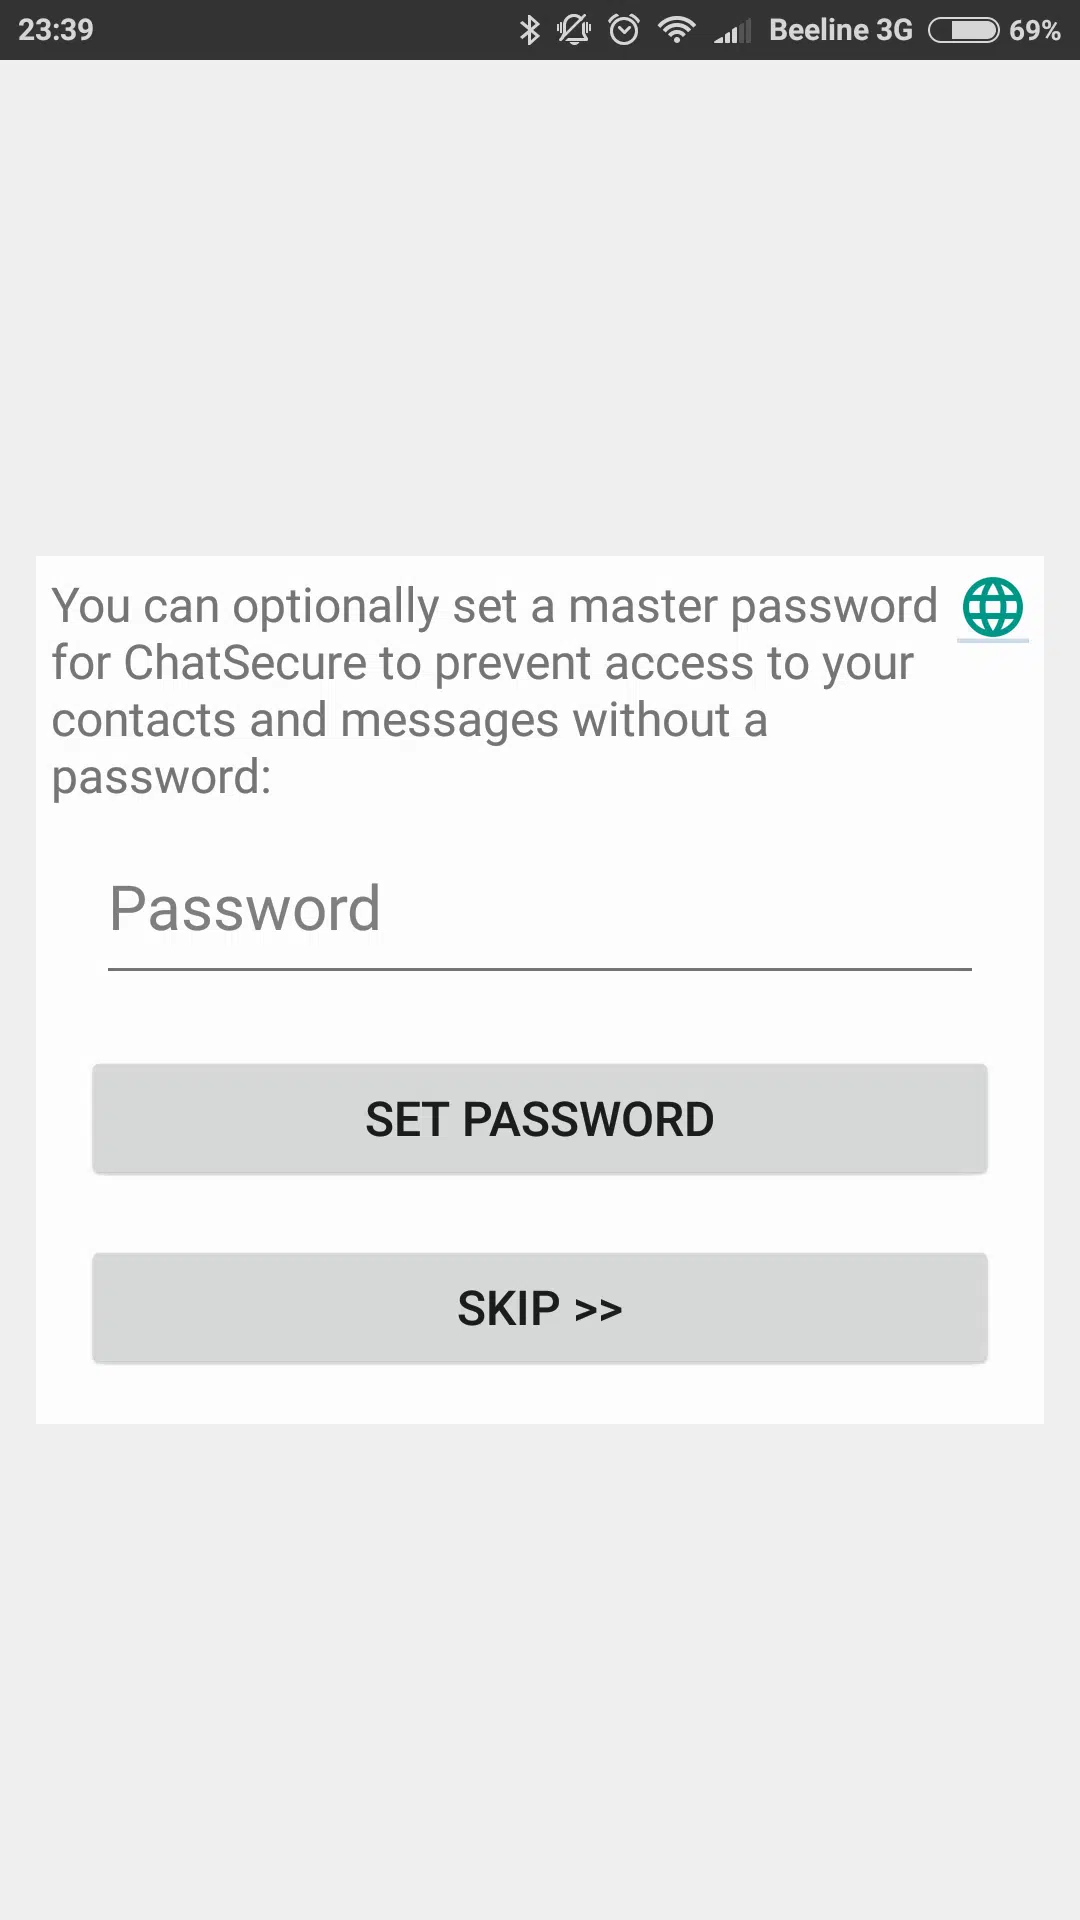 23:39 Beeline 3G 69%
You can optionally set a master password
for ChatSecure to prevent access to your
contacts and messages without a
password:
Password
SET PASSWORD
SKIP >>